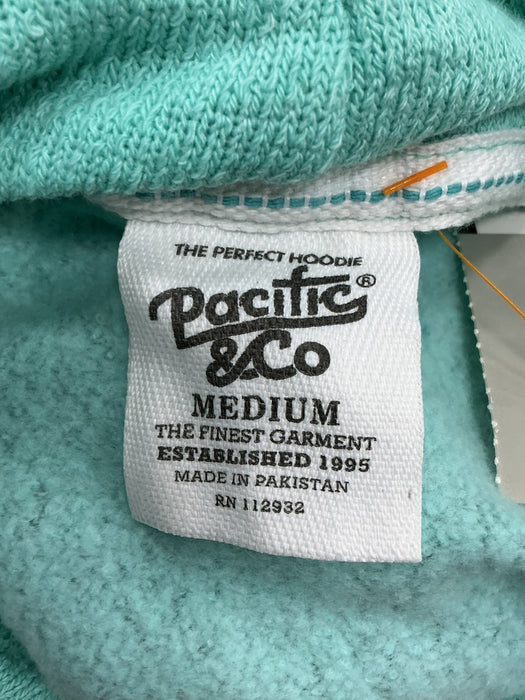 THE PERFECT HOODIE
Pacific®
&Co
MEDIUM
THE FINEST GARMENT
ESTABLISHED 1995
MADE IN PAKISTAN
RN 112932